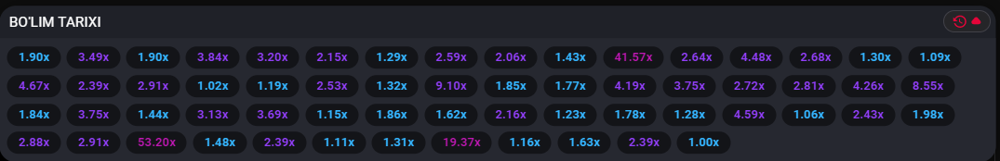 BO'LIM TARIXI
1.90x 3.49x 1.90x 3.84x 3.20x 2.15x 1.29x 2.59x 2.06x 1.43x 41.57x 2.64x 4.48x 2.68x 1.30x 1.09x
4.67x 2.39x 2.91x 1.02x 1.19x 2.53x 1.32x 9.10x 1.85x 1.77x 4.19x 3.75x 2.72x 2.81x 4.26x 8.55x
1.84x 3.75x 1.44x 3.13x 3.69x 1.15x 1.86x 1.62x 2.16x 1.23x 1.78x 1.28x 4.59x 1.06x 2.43x 1.98x
2.88x 2.91x 53.20x 1.48x 2.39x 1.11x 1.31x 19.37x 1.16x 1.63x 2.39x 1.00x